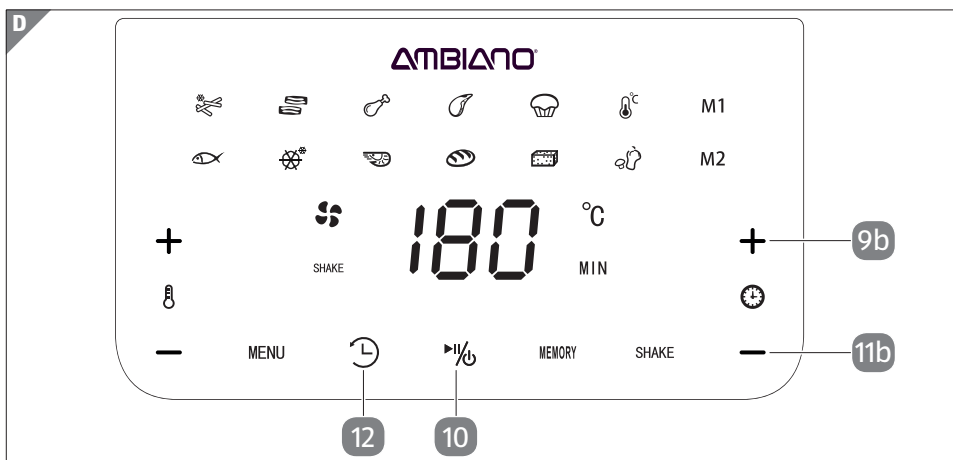 D
AMBIANO
°C M1
M2
180 °C
9b
SHAKE MIN
MENU MEMORY SHAKE
11b
12 10